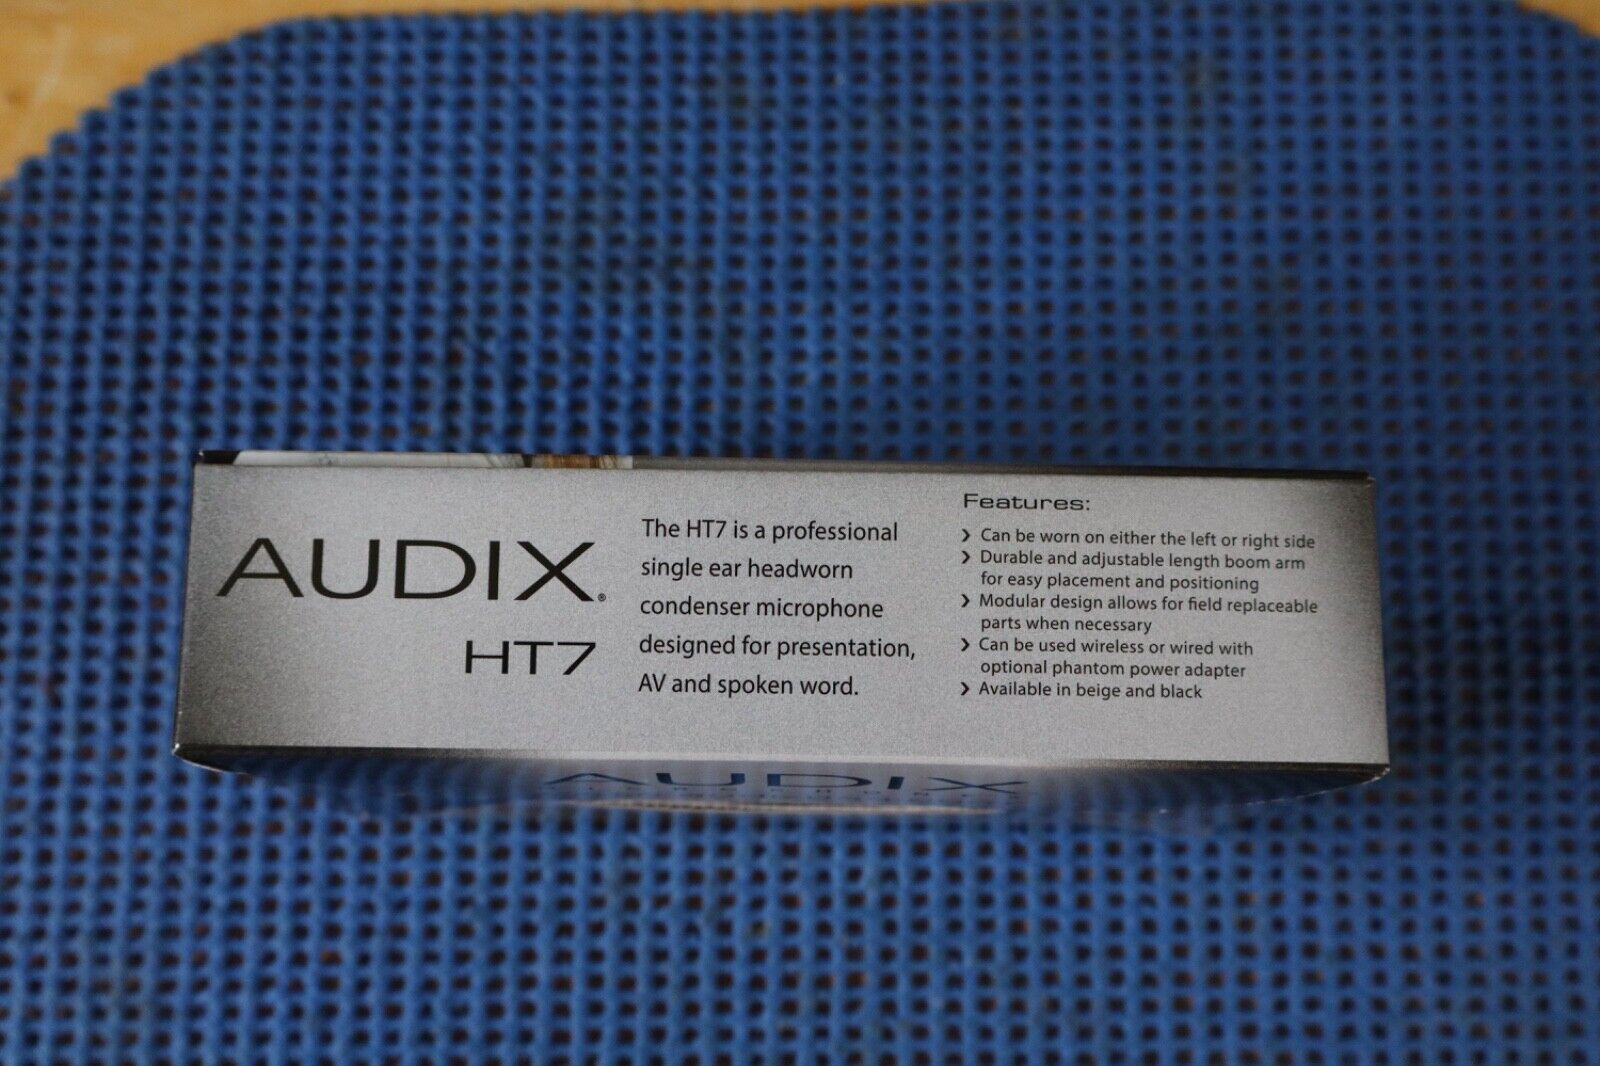 AUDIX®
HT7
The HT7 is a professional
single ear headworn
condenser microphone
designed for presentation,
AV and spoken word.
Features:
› Can be worn on either the left or right side
› Durable and adjustable length boom arm
for easy placement and positioning
› Modular design allows for field replaceable
parts when necessary
› Can be used wireless or wired with
optional phantom power adapter
› Available in beige and black
AUDIX